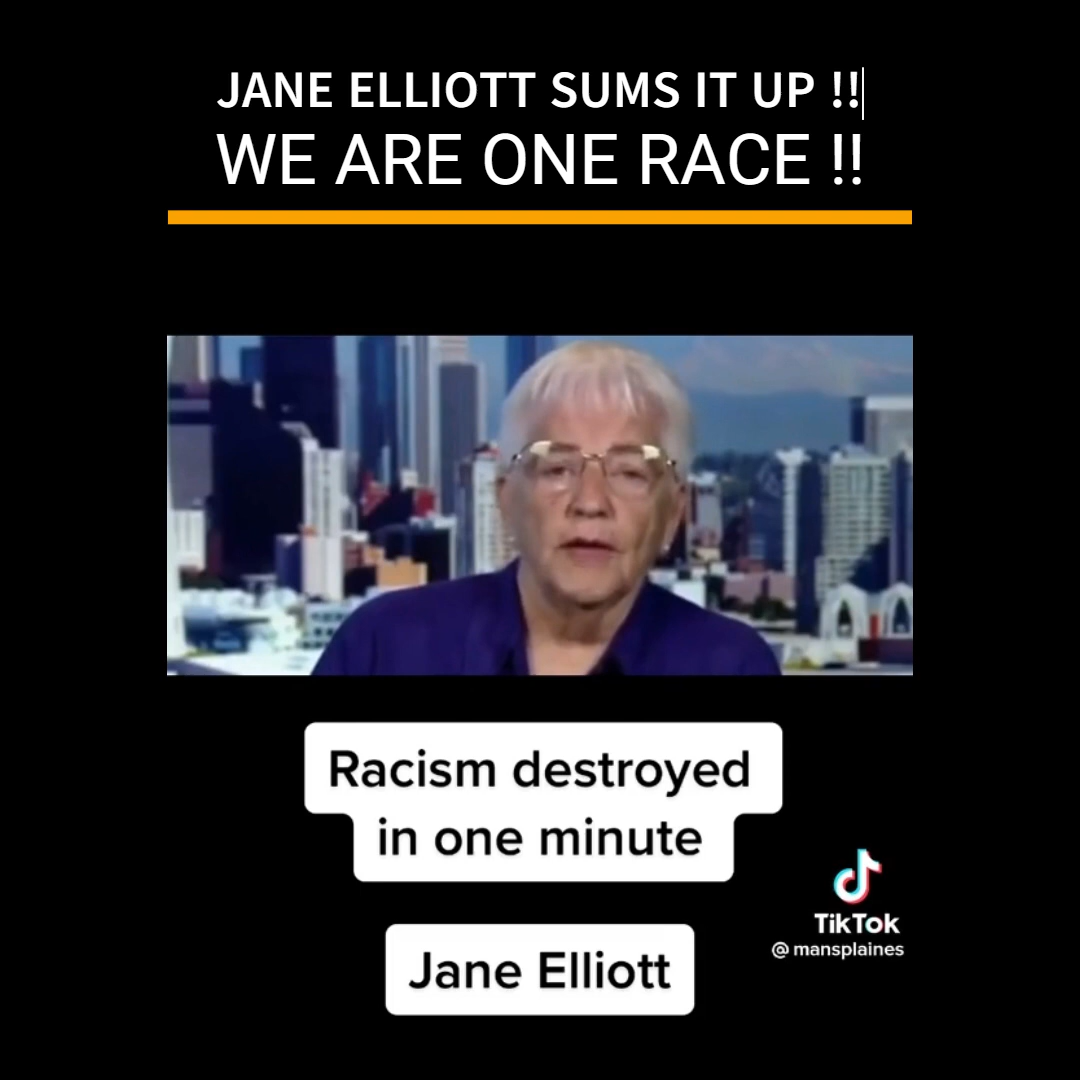 JANE ELLIOTT SUMS IT UP !!
WE ARE ONE RACE !!
Racism destroyed
in one minute
TikTok
@mansplaines
Jane Elliott